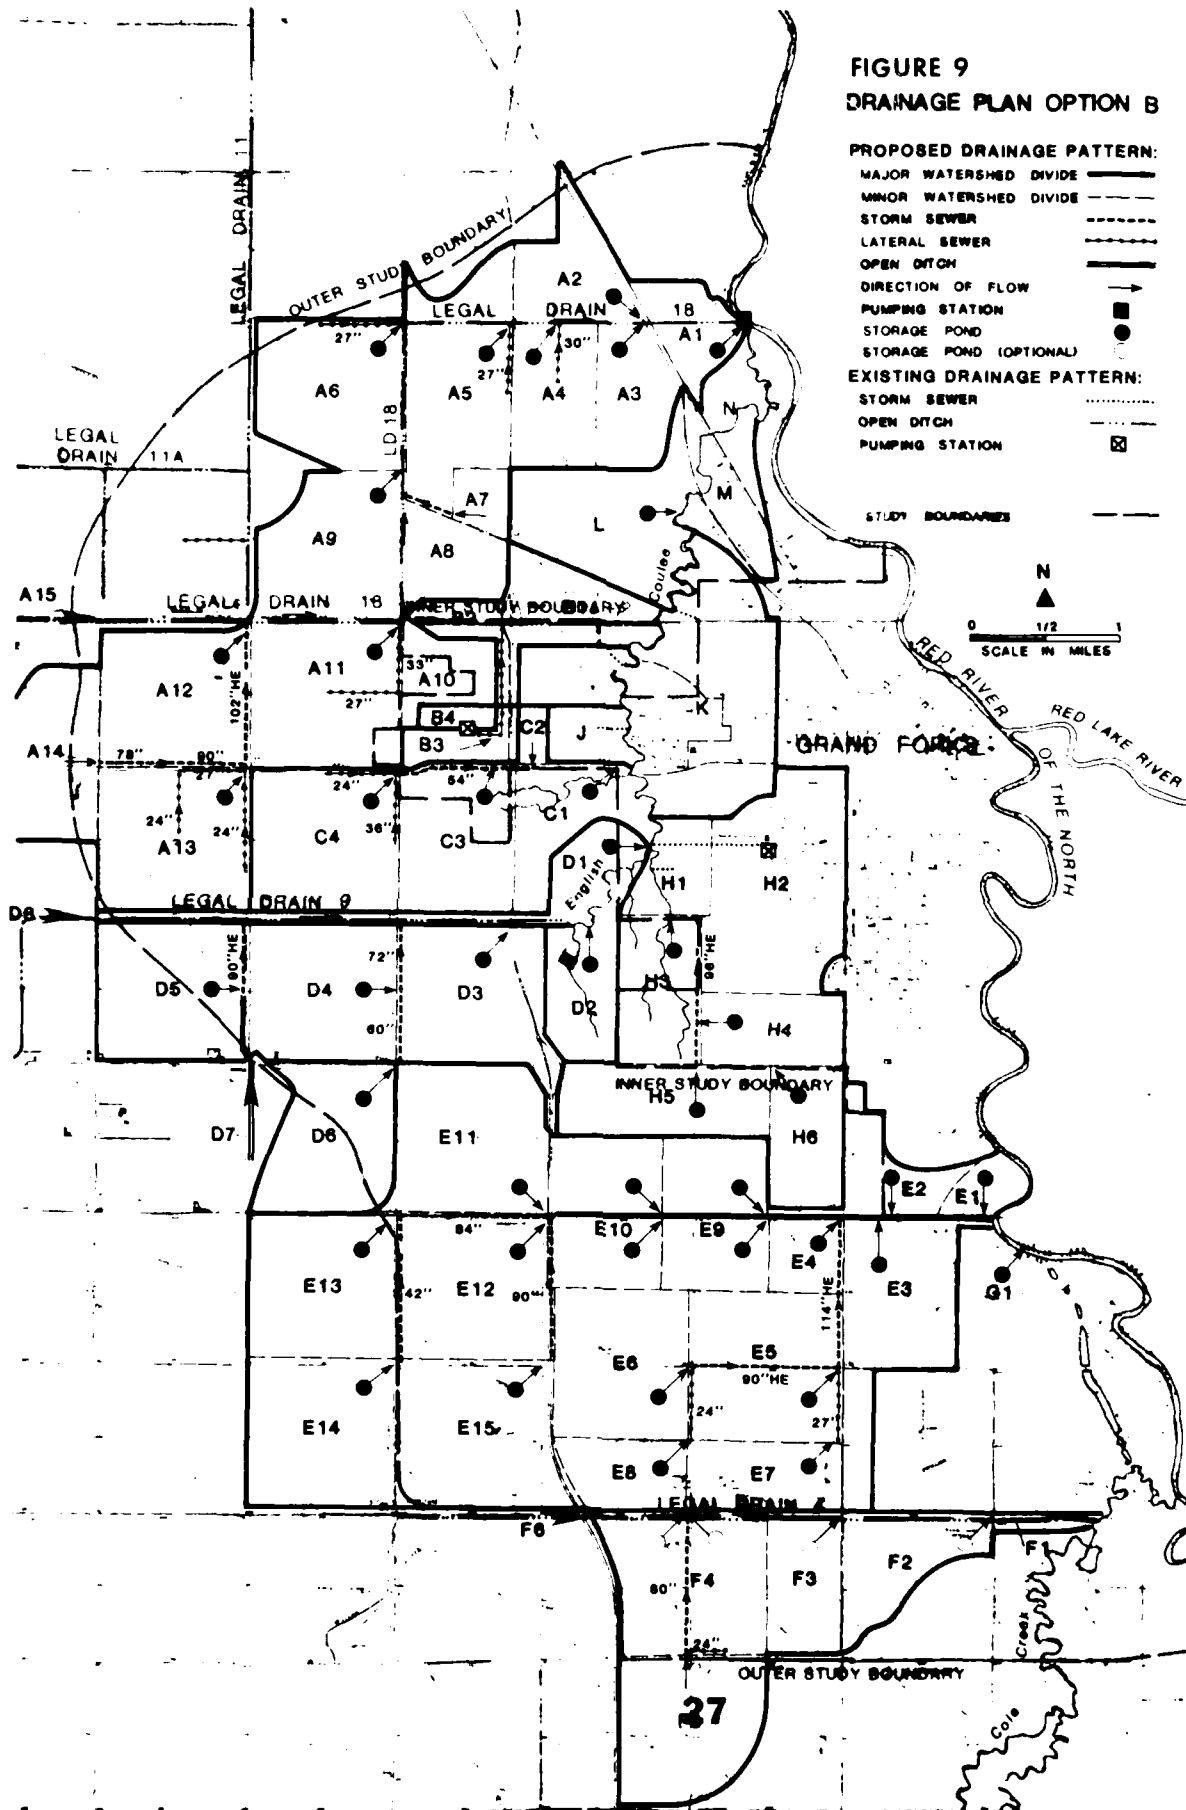 FIGURE 9
DRAINAGE PLAN OPTION B
PROPOSED DRAINAGE PATTERN:
MAJOR WATERSHED DIVIDE
MINOR WATERSHED DIVIDE
STORM SEWER
LATERAL SEWER
OPEN DITCH
DIRECTION OF FLOW
PUMPING STATION
STORAGE POND
STORAGE POND (OPTIONAL)
EXISTING DRAINAGE PATTERN:
STORM SEWER
OPEN DITCH
PUMPING STATION
STUDY BOUNDARIES
N
0 1/2 1
SCALE IN MILES
LEGAL DRAIN 11
OUTER STUDY BOUNDARY
A2
LEGAL DRAIN 18
A1
27"
30"
27"
A6
A5
A4
A3
N
LD 18
LEGAL
DRAIN 11A
A7
M
L
A9
A8
Coulee
A15
LEGAL DRAIN 18
INNER STUDY BOUNDARY
RED RIVER
OF THE NORTH
RED LAKE RIVER
A12
A11
33"
A10
27"
102"HE
B4
B3
C2
J
K
GRAND FORKS
A14
78"
90"
27"
24"
54"
24"
24"
36"
A13
C4
C3
C1
D1
English
H1
H2
D8
LEGAL DRAIN 9
90"HE
72"
96"HE
D5
D4
D3
D2
H3
H4
60"
INNER STUDY BOUNDARY
H5
D7
D6
E11
H6
E2
E1
84"
E10
E9
E4
E13
42"
E12
90"
114"HE
E3
G1
E6
E5
90"HE
24"
27"
E14
E15
E8
E7
LEGAL DRAIN 4
F6
F1
F2
F4
F3
60"
24"
OUTER STUDY BOUNDARY
Creek
Cole
27